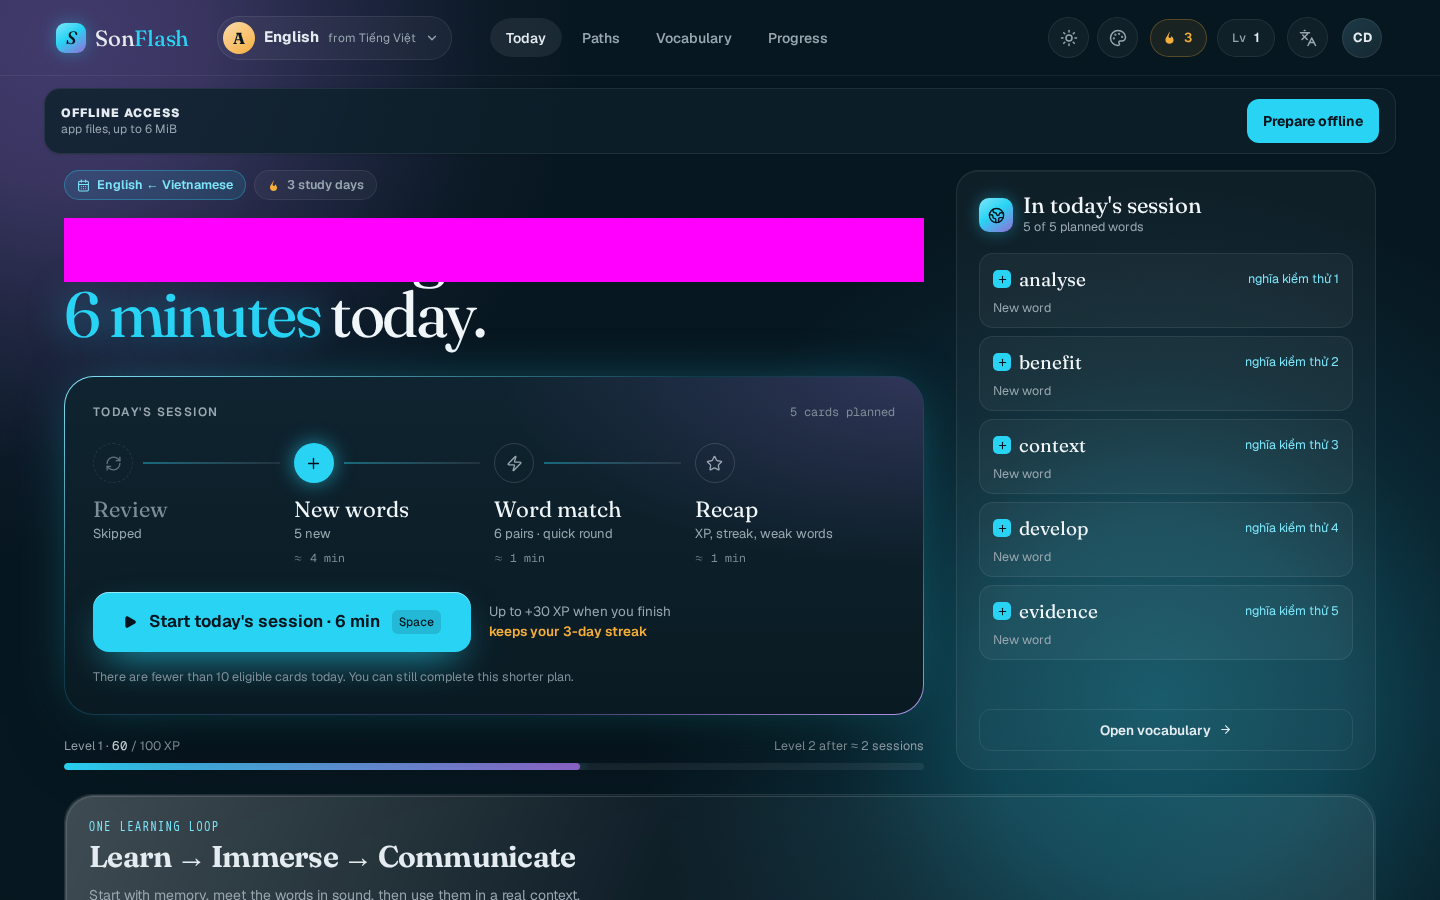 S SonFlash
A English from Tiếng Việt
Today Paths Vocabulary Progress
3
Lv 1
CD
OFFLINE ACCESS
app files, up to 6 MiB
Prepare offline
English ← Vietnamese
3 study days
6 minutes today.
TODAY'S SESSION
5 cards planned
Review
Skipped
New words
5 new
≈ 4 min
Word match
6 pairs · quick round
≈ 1 min
Recap
XP, streak, weak words
≈ 1 min
Start today's session · 6 min Space
Up to +30 XP when you finish
keeps your 3-day streak
There are fewer than 10 eligible cards today. You can still complete this shorter plan.
Level 1 · 60 / 100 XP
Level 2 after ≈ 2 sessions
In today's session
5 of 5 planned words
analyse nghĩa kiểm thử 1
New word
benefit nghĩa kiểm thử 2
New word
context nghĩa kiểm thử 3
New word
develop nghĩa kiểm thử 4
New word
evidence nghĩa kiểm thử 5
New word
Open vocabulary →
ONE LEARNING LOOP
Learn → Immerse → Communicate
Start with memory, meet the words in sound, then use them in a real context.